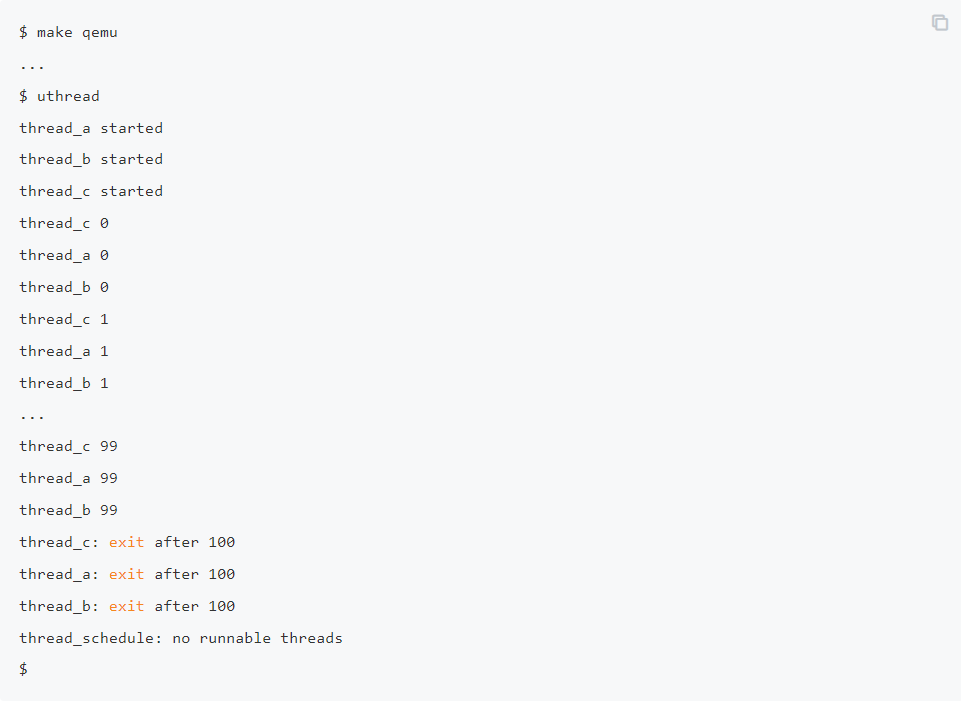 $ make qemu
...
$ uthread
thread_a started
thread_b started
thread_c started
thread_c 0
thread_a 0
thread_b 0
thread_c 1
thread_a 1
thread_b 1
...
thread_c 99
thread_a 99
thread_b 99
thread_c: exit after 100
thread_a: exit after 100
thread_b: exit after 100
thread_schedule: no runnable threads
$